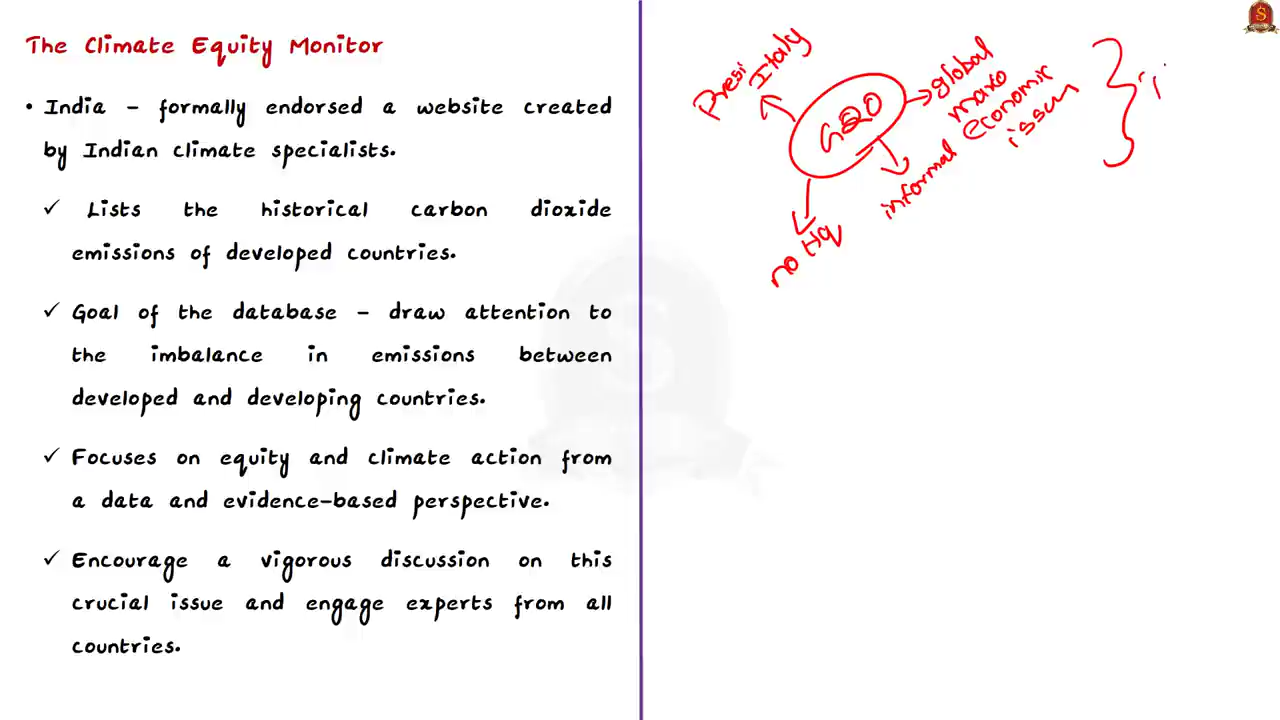 The Climate Equity Monitor
• India – formally endorsed a website created
by Indian climate specialists.
✓ Lists the historical carbon dioxide
emissions of developed countries.
✓ Goal of the database – draw attention to
the imbalance in emissions between
developed and developing countries.
✓ Focuses on equity and climate action from
a data and evidence-based perspective.
✓ Encourage a vigorous discussion on this
crucial issue and engage experts from all
countries.
Presi
Italy
G20
global
economic
issue
informal
no HQ